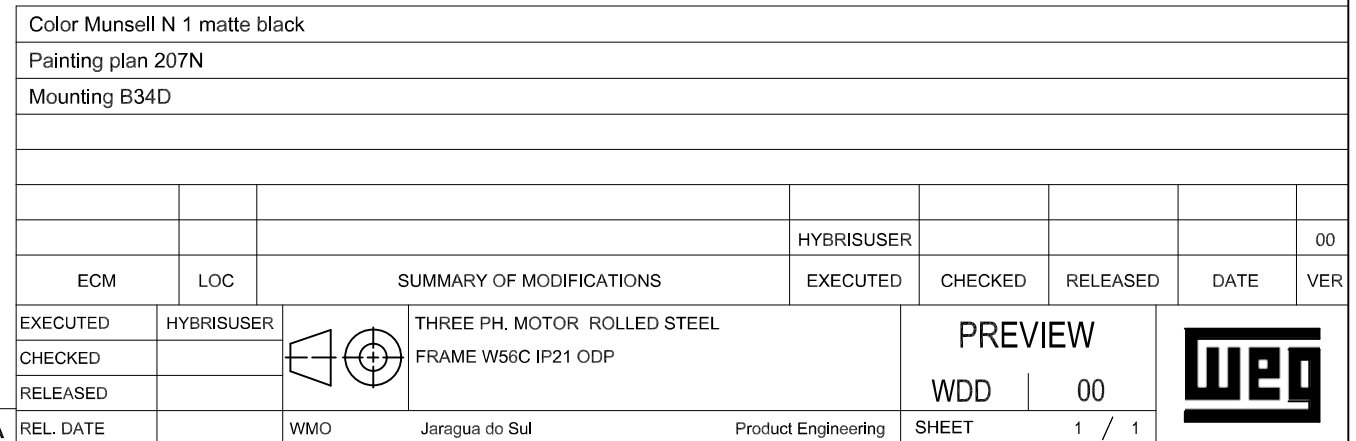 Color Munsell N 1 matte black
Painting plan 207N
Mounting B34D
HYBRISUSER 00
ECM LOC SUMMARY OF MODIFICATIONS EXECUTED CHECKED RELEASED DATE VER
EXECUTED HYBRISUSER THREE PH. MOTOR ROLLED STEEL PREVIEW
CHECKED FRAME W56C IP21 ODP
RELEASED WDD 00
A REL. DATE WMO Jaragua do Sul Product Engineering SHEET 1 / 1
weg